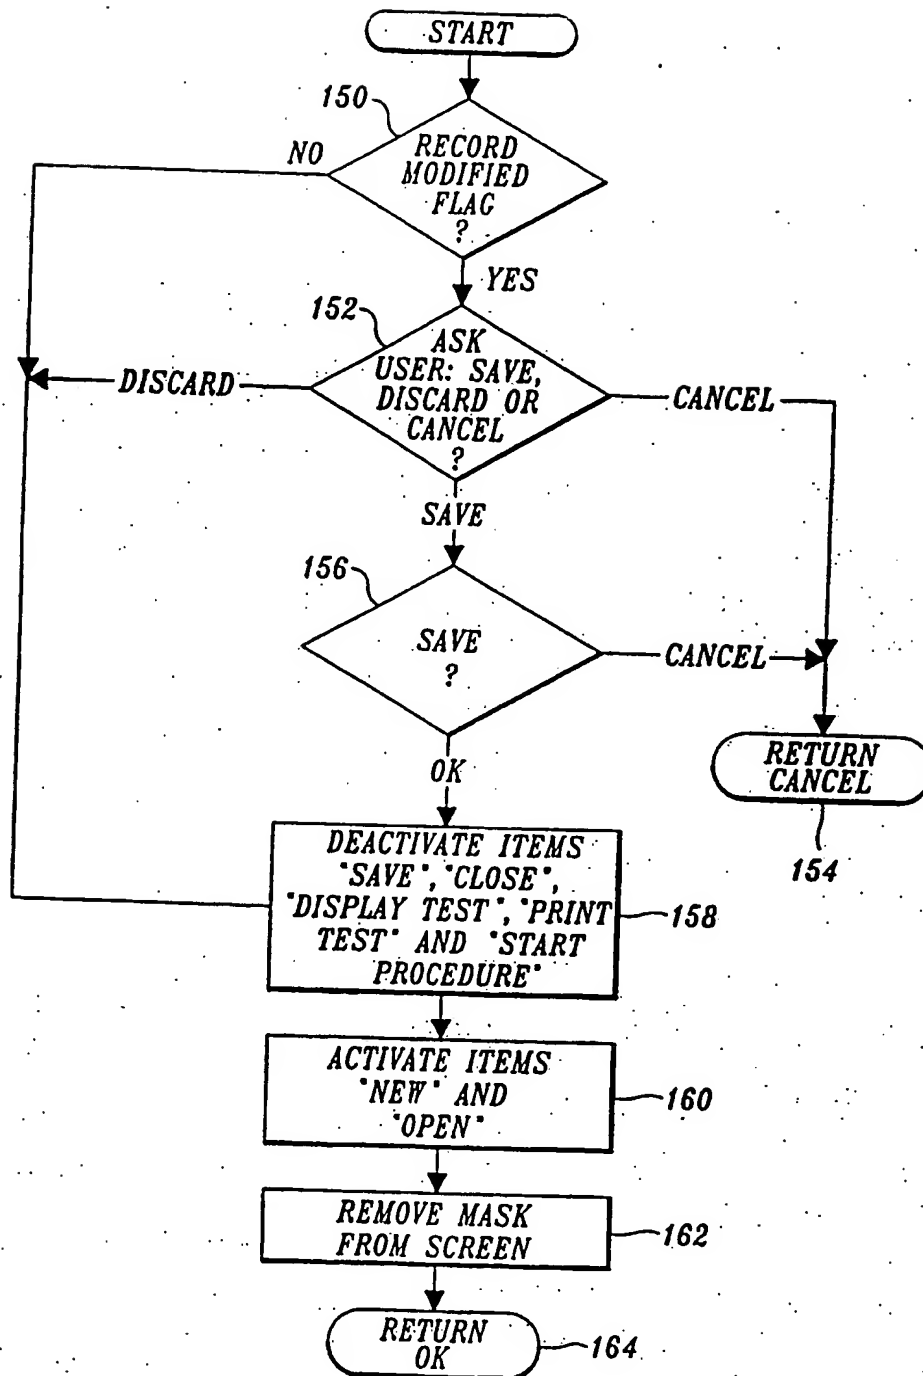 START
150
RECORD
MODIFIED
FLAG
?
NO
YES
152
ASK
USER: SAVE,
DISCARD OR
CANCEL
?
DISCARD
CANCEL
SAVE
156
SAVE
?
CANCEL
OK
RETURN
CANCEL
154
DEACTIVATE ITEMS
"SAVE", "CLOSE",
"DISPLAY TEST", "PRINT
TEST" AND "START
PROCEDURE"
158
ACTIVATE ITEMS
"NEW" AND
"OPEN"
160
REMOVE MASK
FROM SCREEN
162
RETURN
OK
164